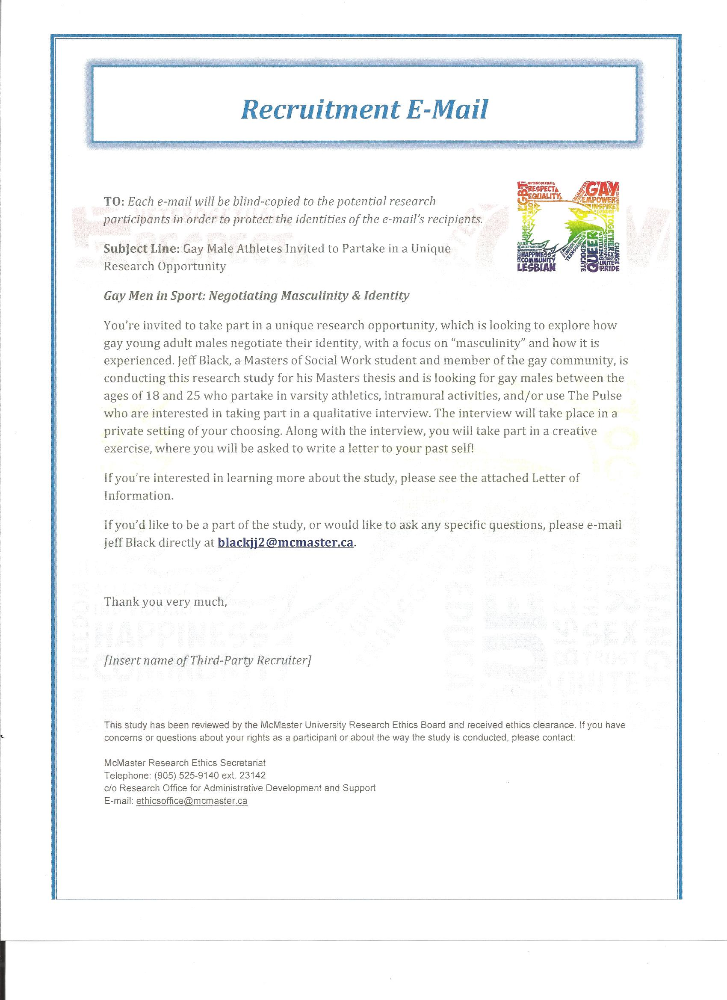 Recruitment E-Mail
TO: Each e-mail will be blind-copied to the potential research
participants in order to protect the identities of the e-mail's recipients.
Subject Line: Gay Male Athletes Invited to Partake in a Unique
Research Opportunity
LGBT
HETEROSEXUAL
RESPECT
EQUALITY
TWO-SPIRIT
MCMASTER
GAY
EMPOWER
INSPIRE
GENDER
TOGETHER
ALLIES
ACCEPTANCE
INDIVIDUALITY
HAPPINESS
COMMUNITY
LESBIAN
FREEDOM
UNIQUE
TRANSGENDER
EDUCATE
QUEER
SEX
TRUST
UNITE
PRIDE
CHANGE
Gay Men in Sport: Negotiating Masculinity & Identity
You're invited to take part in a unique research opportunity, which is looking to explore how
gay young adult males negotiate their identity, with a focus on “masculinity” and how it is
experienced. Jeff Black, a Masters of Social Work student and member of the gay community, is
conducting this research study for his Masters thesis and is looking for gay males between the
ages of 18 and 25 who partake in varsity athletics, intramural activities, and/or use The Pulse
who are interested in taking part in a qualitative interview. The interview will take place in a
private setting of your choosing. Along with the interview, you will take part in a creative
exercise, where you will be asked to write a letter to your past self!
If you're interested in learning more about the study, please see the attached Letter of
Information.
If you'd like to be a part of the study, or would like to ask any specific questions, please e-mail
Jeff Black directly at blackjj2@mcmaster.ca.
Thank you very much,
[Insert name of Third-Party Recruiter]
This study has been reviewed by the McMaster University Research Ethics Board and received ethics clearance. If you have
concerns or questions about your rights as a participant or about the way the study is conducted, please contact:
McMaster Research Ethics Secretariat
Telephone: (905) 525-9140 ext. 23142
c/o Research Office for Administrative Development and Support
E-mail: ethicsoffice@mcmaster.ca